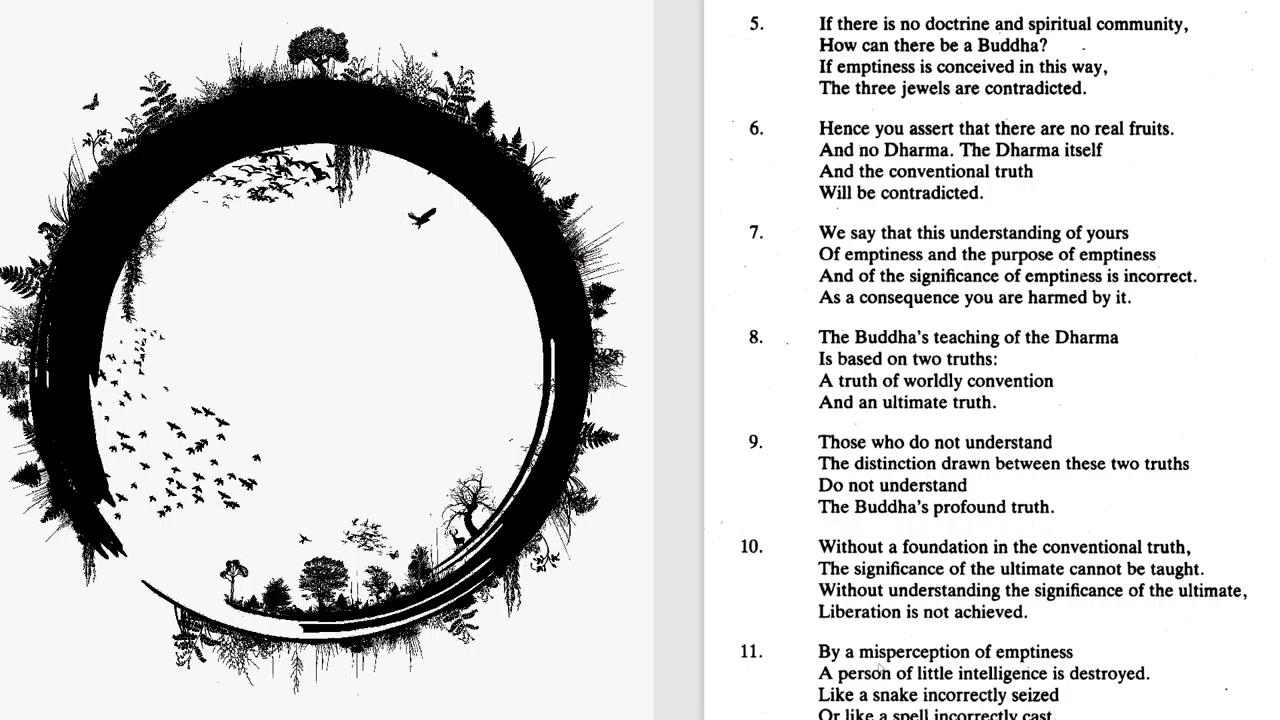 5. If there is no doctrine and spiritual community,
How can there be a Buddha?
If emptiness is conceived in this way,
The three jewels are contradicted.
6. Hence you assert that there are no real fruits.
And no Dharma. The Dharma itself
And the conventional truth
Will be contradicted.
7. We say that this understanding of yours
Of emptiness and the purpose of emptiness
And of the significance of emptiness is incorrect.
As a consequence you are harmed by it.
8. The Buddha's teaching of the Dharma
Is based on two truths:
A truth of worldly convention
And an ultimate truth.
9. Those who do not understand
The distinction drawn between these two truths
Do not understand
The Buddha's profound truth.
10. Without a foundation in the conventional truth,
The significance of the ultimate cannot be taught.
Without understanding the significance of the ultimate,
Liberation is not achieved.
11. By a misperception of emptiness
A person of little intelligence is destroyed.
Like a snake incorrectly seized
Or like a spell incorrectly cast.